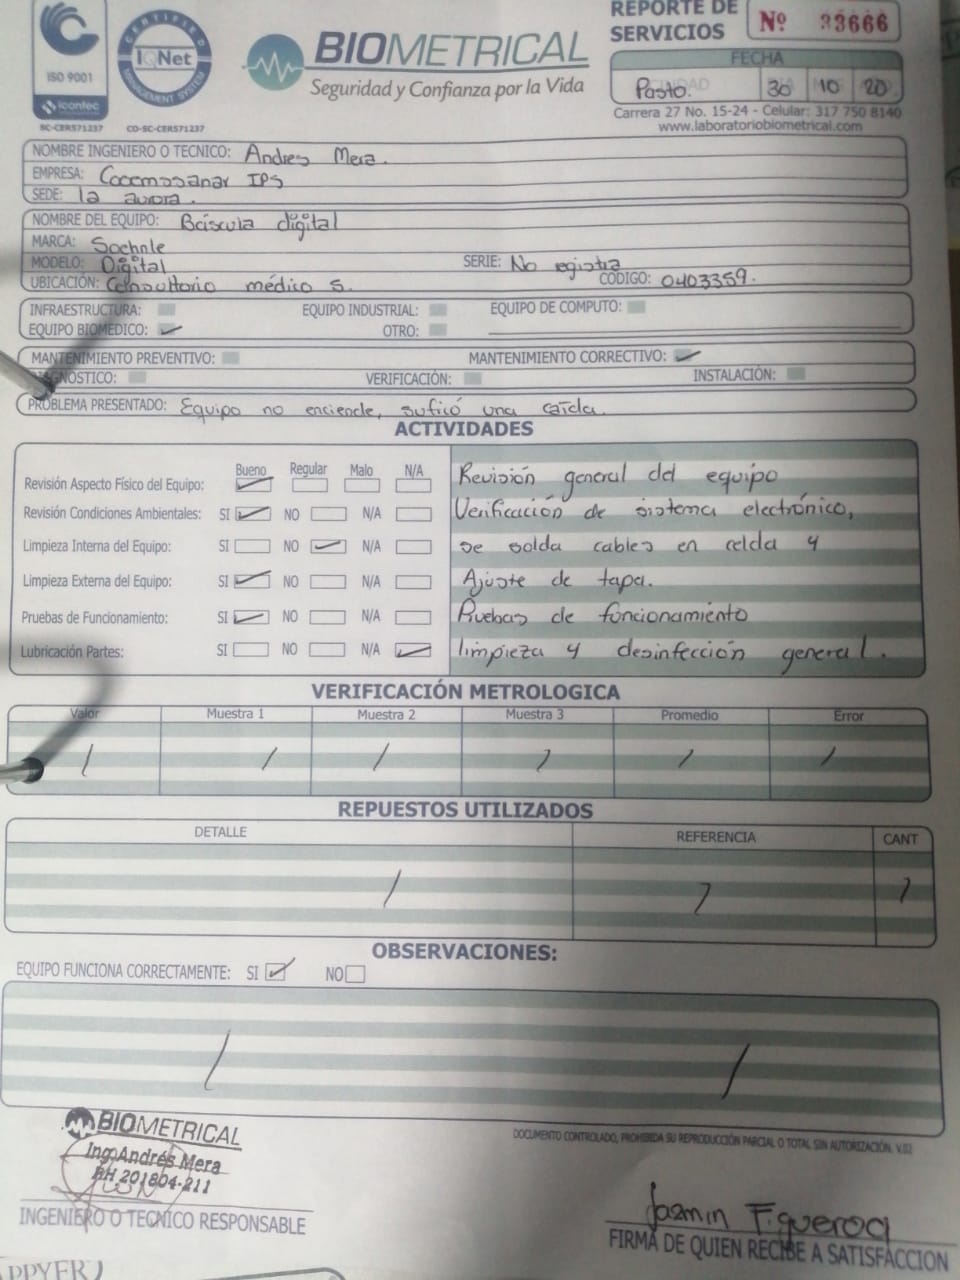 REPORTE DE
SERVICIOS
Nº 33666
ISO 9001
icontec
SC-CER571237
CERTIFIED
IQNet
MANAGEMENT SYSTEM
CO-SC-CER571237
BIOMETRICAL
Seguridad y Confianza por la Vida
FECHA
Pasto. 30 10 20
Carrera 27 No. 15-24 - Celular: 317 750 8140
www.laboratoriobiometrical.com
NOMBRE INGENIERO O TECNICO: Andres Mera.
EMPRESA: Cocemssanar IPS
SEDE: la aurora.
NOMBRE DEL EQUIPO: Báscula digital
MARCA: Soehnle
MODELO: Digital SERIE: No registra
UBICACIÓN: Consultorio médico 5. CÓDIGO: 0403359.
INFRAESTRUCTURA: EQUIPO INDUSTRIAL: EQUIPO DE COMPUTO:
EQUIPO BIOMEDICO: ✓ OTRO:
MANTENIMIENTO PREVENTIVO: MANTENIMIENTO CORRECTIVO: ✓
DIAGNOSTICO: VERIFICACIÓN: INSTALACIÓN:
PROBLEMA PRESENTADO: Equipo no enciende, sufrió una caída.
ACTIVIDADES
Bueno Regular Malo N/A
Revisión Aspecto Físico del Equipo: ✓
Revisión Condiciones Ambientales: SI ✓ NO N/A
Limpieza Interna del Equipo: SI NO ✓ N/A
Limpieza Externa del Equipo: SI ✓ NO N/A
Pruebas de Funcionamiento: SI ✓ NO N/A
Lubricación Partes: SI NO N/A ✓
Revisión general del equipo
Verificación de sistema electrónico,
se solda cables en celda y
Ajuste de tapa.
Pruebas de funcionamiento
limpieza y desinfección general.
VERIFICACIÓN METROLOGICA
Valor Muestra 1 Muestra 2 Muestra 3 Promedio Error
/ / / / / /
REPUESTOS UTILIZADOS
DETALLE REFERENCIA CANT
/ / /
OBSERVACIONES:
EQUIPO FUNCIONA CORRECTAMENTE: SI ✓ NO
/ /
DOCUMENTO CONTROLADO, PROHIBIDA SU REPRODUCCIÓN PARCIAL O TOTAL SIN AUTORIZACIÓN. V.02
BIOMETRICAL
Ing. Andrés Mera
RH 201804-211
INGENIERO O TECNICO RESPONSABLE
Jazmin Figueroa
FIRMA DE QUIEN RECIBE A SATISFACCION